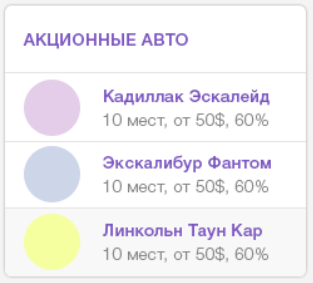 АКЦИОННЫЕ АВТО
Кадиллак Эскалейд
10 мест, от 50$, 60%
Экскалибур Фантом
10 мест, от 50$, 60%
Линкольн Таун Кар
10 мест, от 50$, 60%